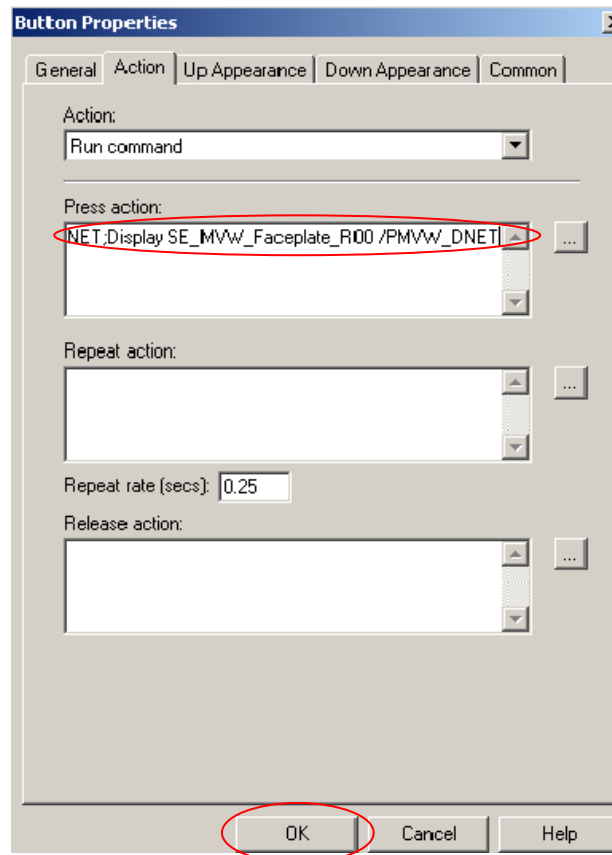 Button Properties
General Action Up Appearance Down Appearance Common
Action:
Run command
Press action:
NET;Display SE_MVW_Faceplate_R00 /PMVW_DNET
...
Repeat action:
...
Repeat rate (secs): 0.25
Release action:
...
OK Cancel Help